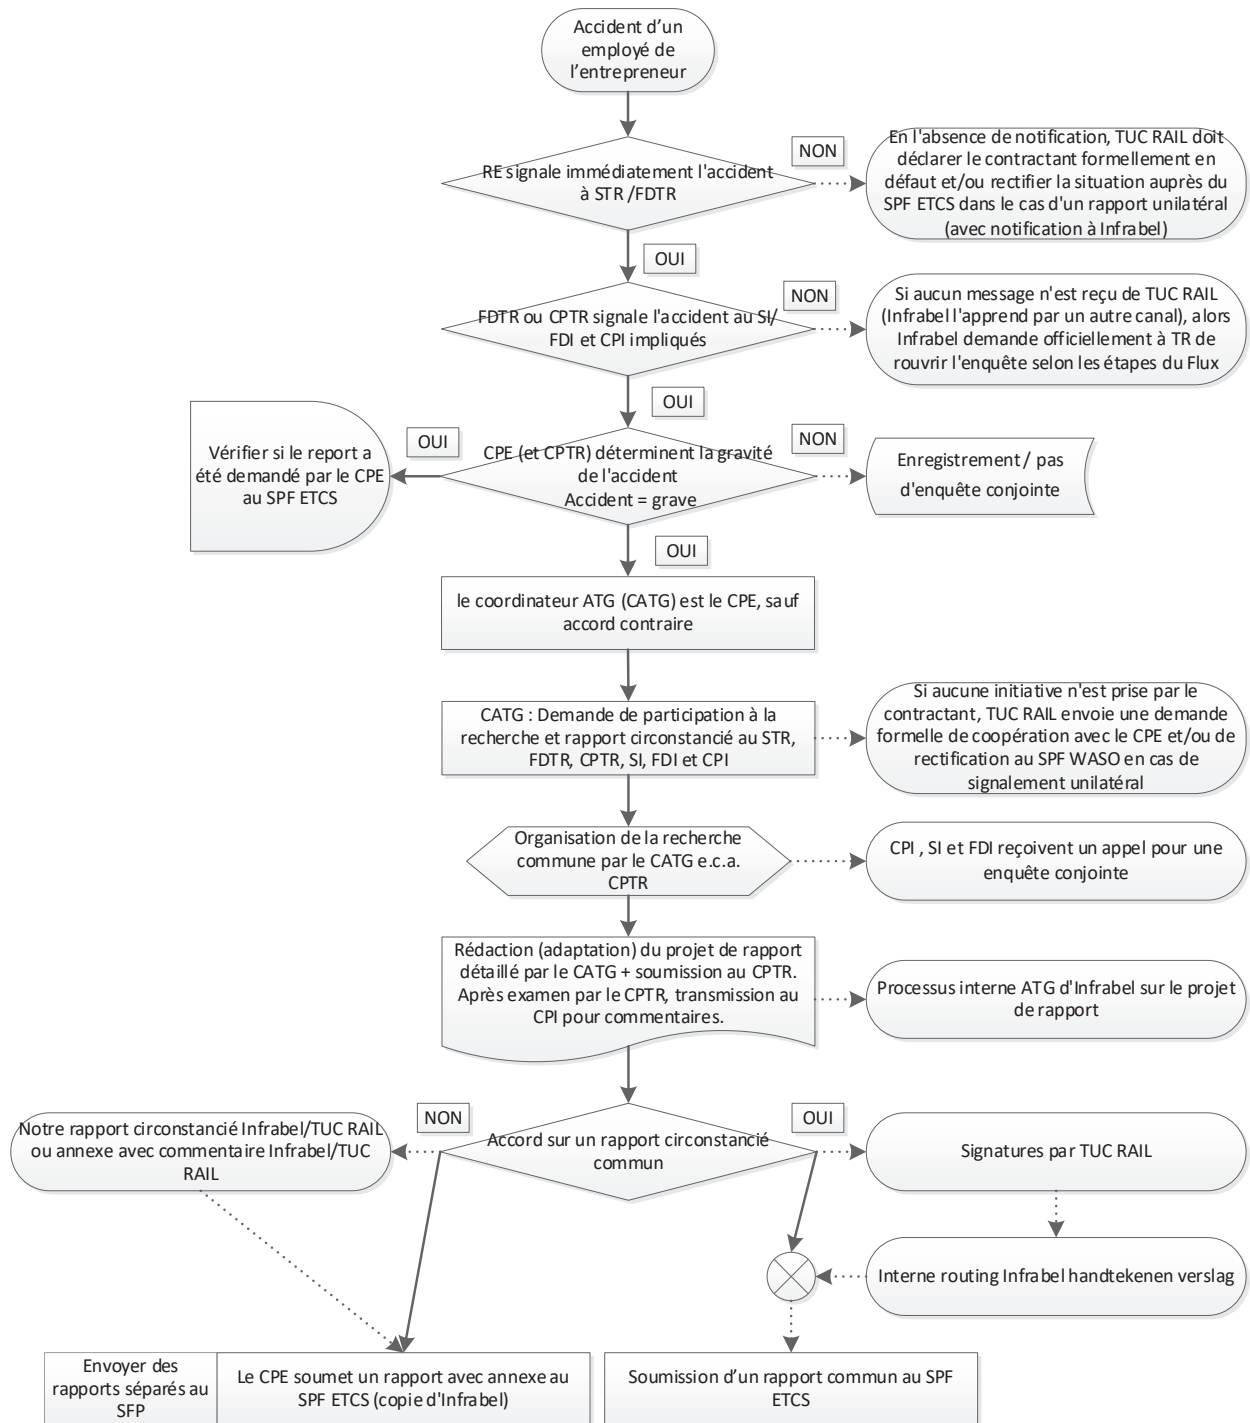 Accident d’un
employé de
l’entrepreneur
RE signale immédiatement l'accident
à STR /FDTR
NON
En l'absence de notification, TUC RAIL doit
déclarer le contractant formellement en
défaut et/ou rectifier la situation auprès du
SPF ETCS dans le cas d'un rapport unilatéral
(avec notification à Infrabel)
OUI
FDTR ou CPTR signale l'accident au SI/
FDI et CPI impliqués
NON
Si aucun message n'est reçu de TUC RAIL
(Infrabel l'apprend par un autre canal), alors
Infrabel demande officiellement à TR de
rouvrir l'enquête selon les étapes du Flux
OUI
Vérifier si le report a
été demandé par le CPE
au SPF ETCS
OUI
CPE (et CPTR) déterminent la gravité
de l'accident
Accident = grave
NON
Enregistrement / pas
d'enquête conjointe
OUI
le coordinateur ATG (CATG) est le CPE, sauf
accord contraire
CATG : Demande de participation à la
recherche et rapport circonstancié au STR,
FDTR, CPTR, SI, FDI et CPI
Si aucune initiative n'est prise par le
contractant, TUC RAIL envoie une demande
formelle de coopération avec le CPE et/ou de
rectification au SPF WASO en cas de
signalement unilatéral
Organisation de la recherche
commune par le CATG e.c.a.
CPTR
CPI , SI et FDI reçoivent un appel pour une
enquête conjointe
Rédaction (adaptation) du projet de rapport
détaillé par le CATG + soumission au CPTR.
Après examen par le CPTR, transmission au
CPI pour commentaires.
Processus interne ATG d'Infrabel sur le projet
de rapport
Notre rapport circonstancié Infrabel/TUC RAIL
ou annexe avec commentaire Infrabel/TUC
RAIL
NON
Accord sur un rapport circonstancié
commun
OUI
Signatures par TUC RAIL
Interne routing Infrabel handtekenen verslag
Envoyer des
rapports séparés au
SFP
Le CPE soumet un rapport avec annexe au
SPF ETCS (copie d'Infrabel)
Soumission d’un rapport commun au SPF
ETCS